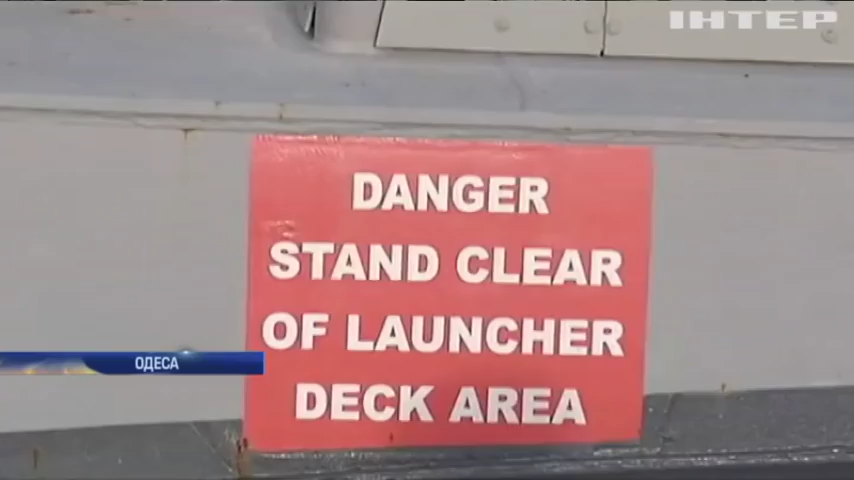 ІНТЕР
DANGER
STAND CLEAR
OF LAUNCHER
DECK AREA
ОДЕСА